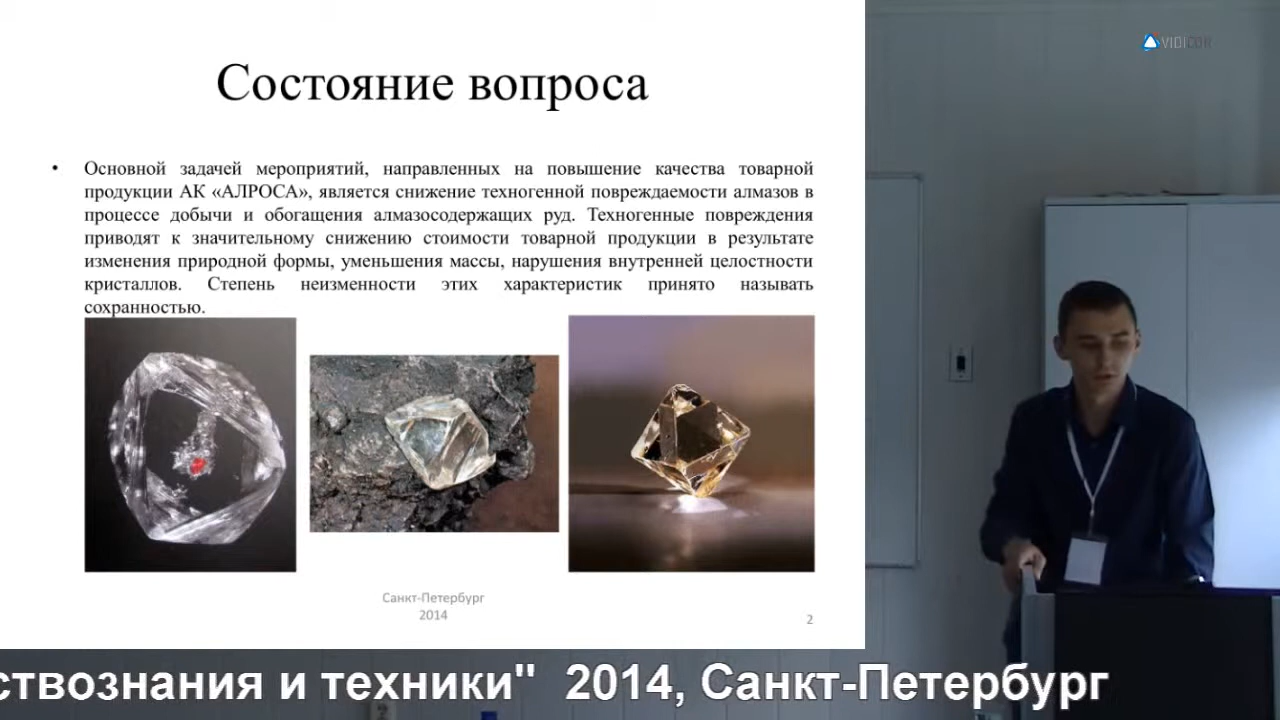 VIDICOR
Состояние вопроса
• Основной задачей мероприятий, направленных на повышение качества товарной
продукции АК «АЛРОСА», является снижение техногенной повреждаемости алмазов в
процессе добычи и обогащения алмазосодержащих руд. Техногенные повреждения
приводят к значительному снижению стоимости товарной продукции в результате
изменения природной формы, уменьшения массы, нарушения внутренней целостности
кристаллов. Степень неизменности этих характеристик принято называть
сохранностью.
Санкт-Петербург
2014
2
ствознания и техники" 2014, Санкт-Петербург